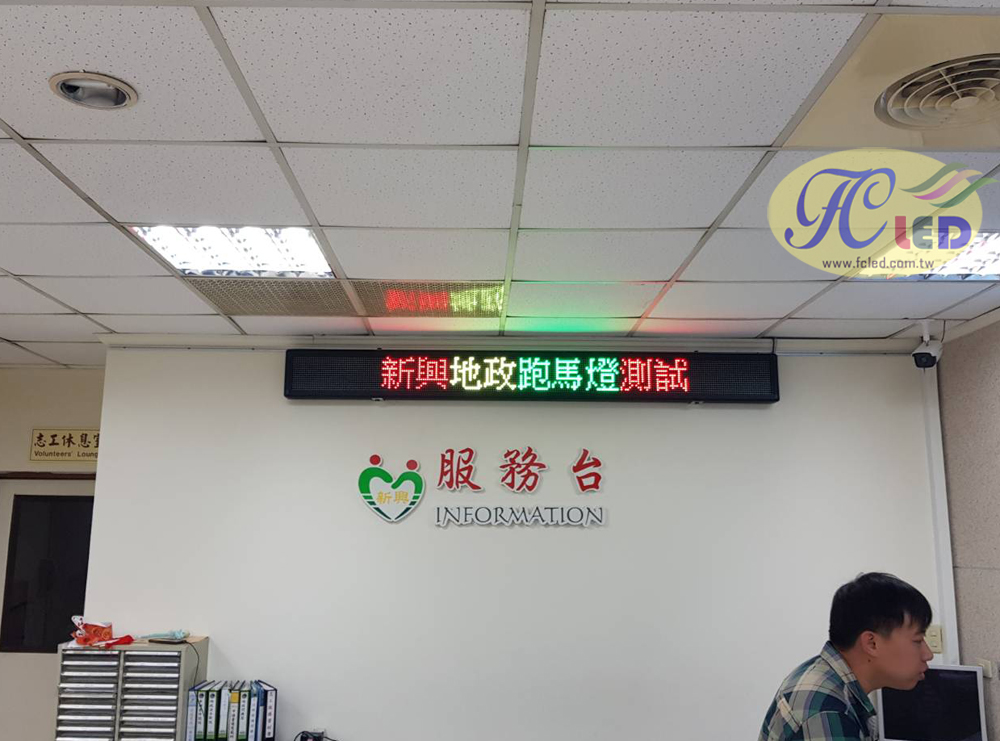 FC LED
www.fcled.com.tw
新興地政跑馬燈測試
志工休息室
Volunteers' Loung
服務台
新興
INFORMATION